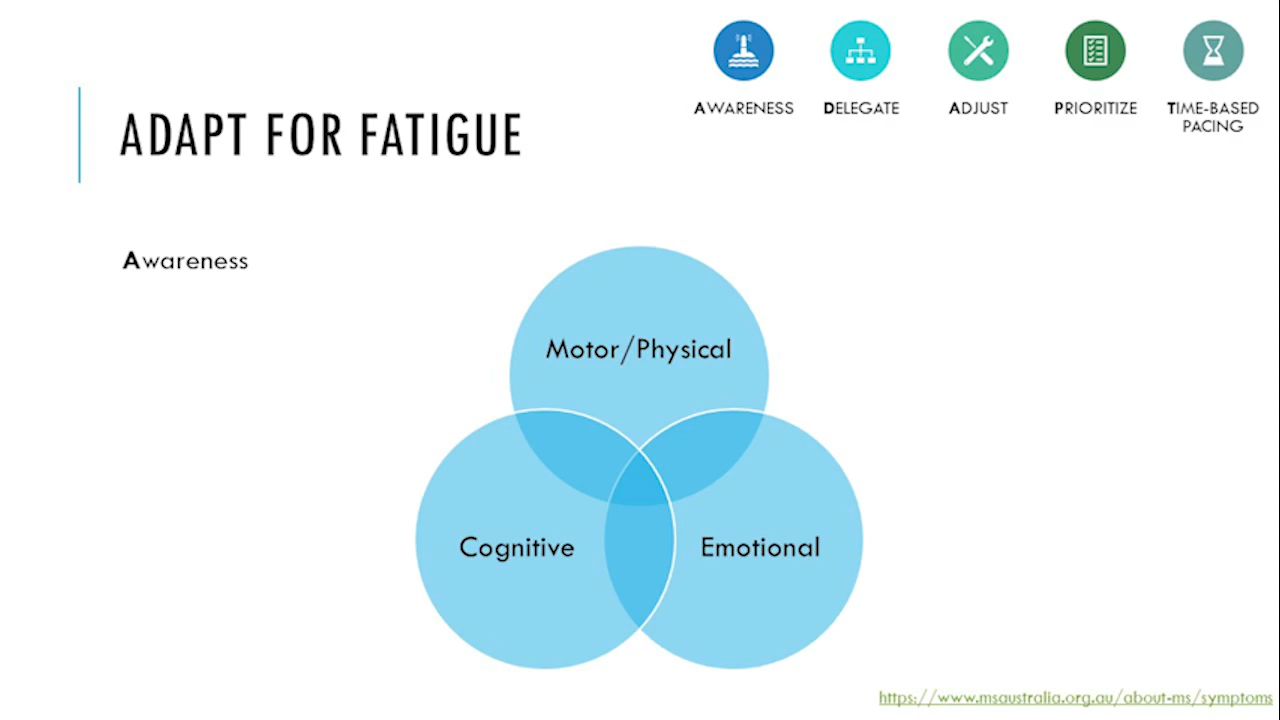 AWARENESS
DELEGATE
ADJUST
PRIORITIZE
TIME-BASED
PACING
ADAPT FOR FATIGUE
Awareness
Motor/Physical
Cognitive
Emotional
https://www.msaustralia.org.au/about-ms/symptoms